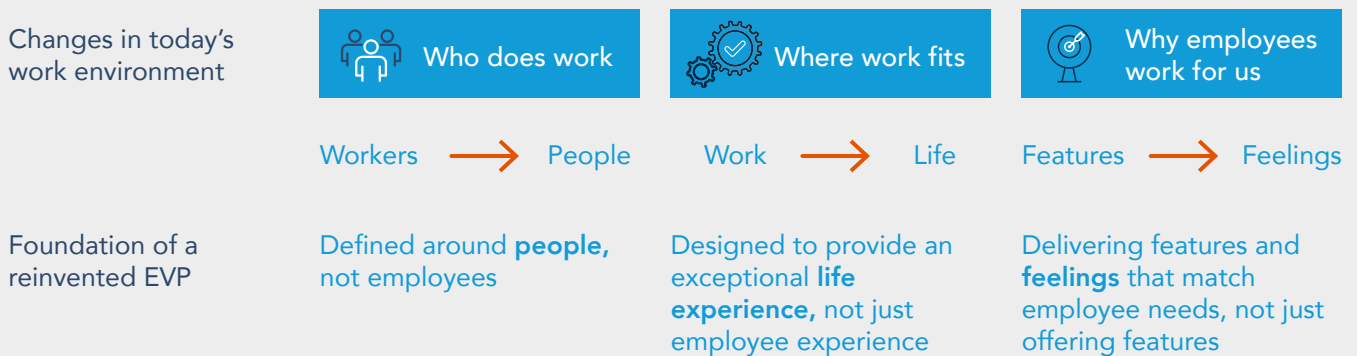 Changes in today's
work environment
Who does work
Where work fits
Why employees
work for us
Workers People
Work Life
Features Feelings
Foundation of a
reinvented EVP
Defined around people,
not employees
Designed to provide an
exceptional life
experience, not just
employee experience
Delivering features and
feelings that match
employee needs, not just
offering features